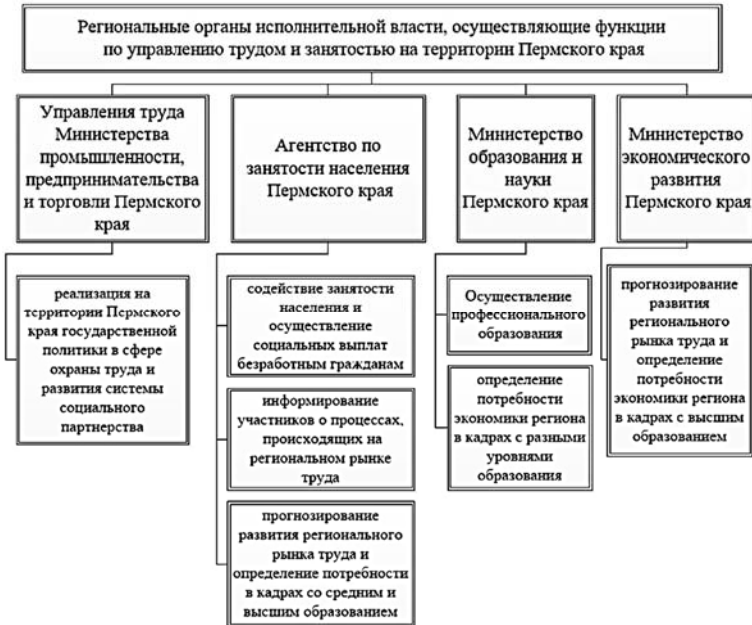 Региональные органы исполнительной власти, осуществляющие функции
по управлению трудом и занятостью на территории Пермского края
Управления труда
Министерства
промышленности,
предпринимательства
и торговли Пермского
края
реализация на
территории Пермского
края государственной
политики в сфере
охраны труда и
развития системы
социального
партнерства
Агентство по
занятости населения
Пермского края
содействие занятости
населения и
осуществление
социальных выплат
безработным гражданам
информирование
участников о процессах,
происходящих на
региональном рынке
труда
прогнозирование
развития регионального
рынка труда и
определение потребности
в кадрах со средним и
высшим образованием
Министерство
образования и
науки
Пермского края
Осуществление
профессионального
образования
определение
потребности
экономики региона
в кадрах с разными
уровнями
образования
Министерство
экономического
развития
Пермского края
прогнозирование
развития
регионального
рынка труда и
определение
потребности
экономики региона
в кадрах с высшим
образованием